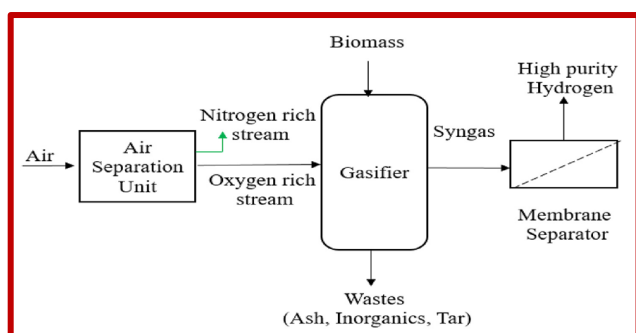 Air
Air
Separation
Unit
Nitrogen rich
stream
Oxygen rich
stream
Biomass
Gasifier
Wastes
(Ash, Inorganics, Tar)
Syngas
High purity
Hydrogen
Membrane
Separator